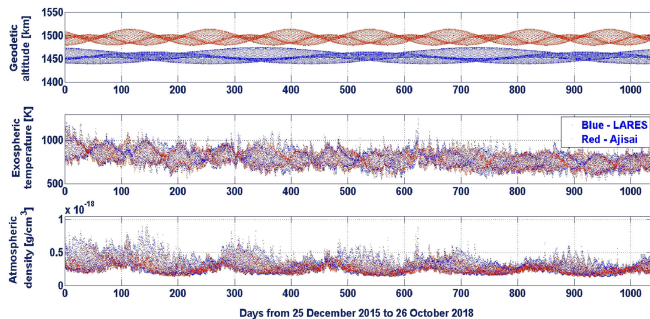 Geodetic
altitude [km]
1550
1500
1450
1400
0 100 200 300 400 500 600 700 800 900 1000
Exospheric
temperature [K]
1000
500
Blue - LARES
Red - Ajisai
0 100 200 300 400 500 600 700 800 900 1000
x 10^-18
Atmospheric
density [g/cm^3]
1
0.5
0
0 100 200 300 400 500 600 700 800 900 1000
Days from 25 December 2015 to 26 October 2018